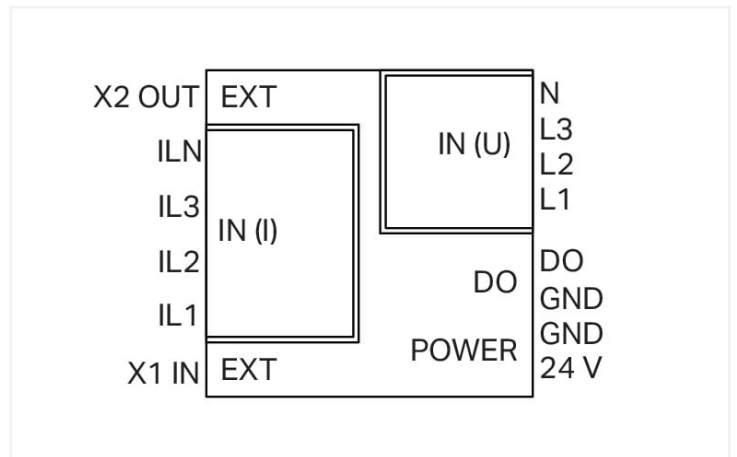 X2 OUT EXT
ILN
IL3
IN (I)
IL2
IL1
X1 IN EXT
IN (U)
N
L3
L2
L1
DO
DO
GND
GND
POWER
24 V